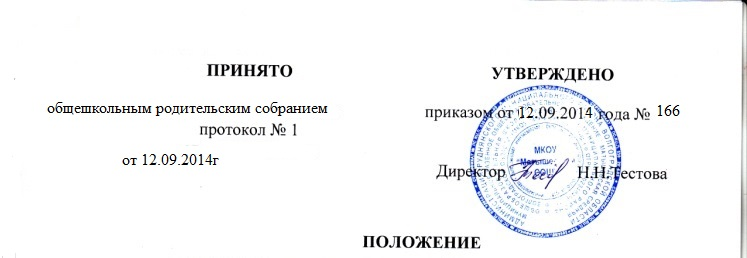 ПРИНЯТО
общешкольным родительским собранием
протокол № 1
от 12.09.2014г
УТВЕРЖДЕНО
приказом от 12.09.2014 года № 166
МКОУ
СОШ
Директор Н.Н.Тестова
ПОЛОЖЕНИЕ